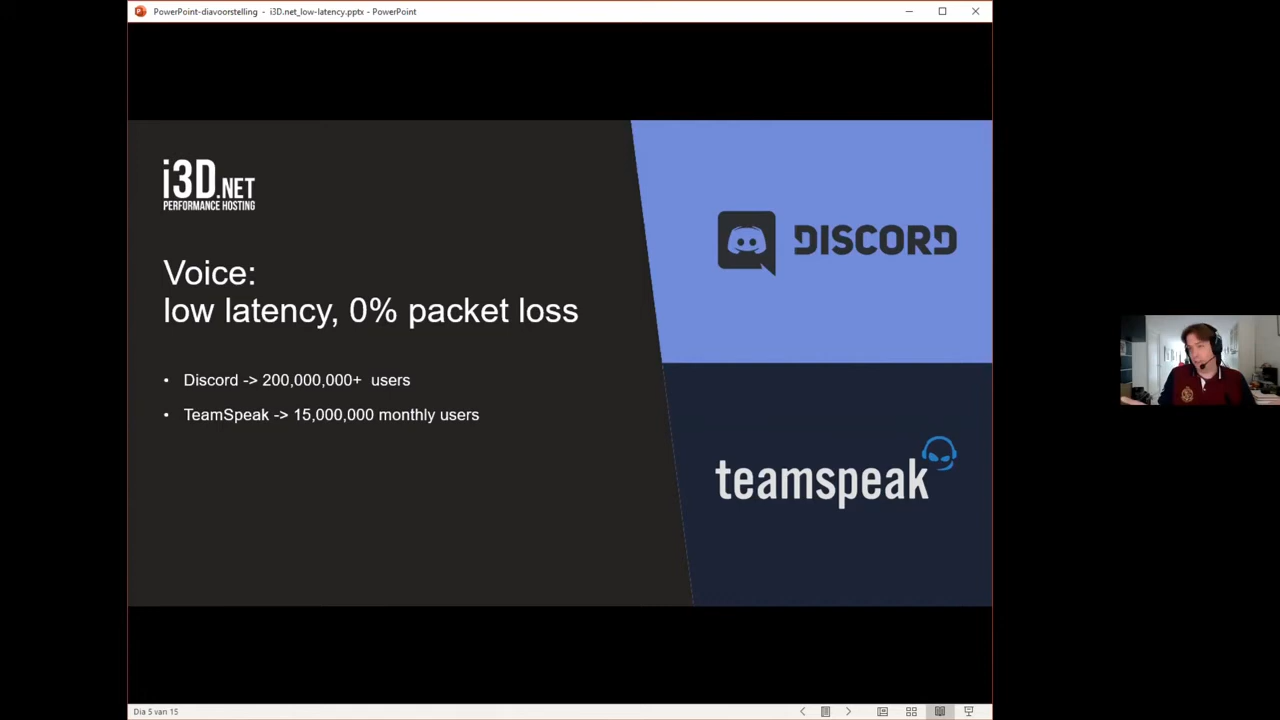 PowerPoint-diavoorstelling - i3D.net_low-latency.pptx - PowerPoint
i3D.NET
PERFORMANCE HOSTING
Voice:
low latency, 0% packet loss
• Discord -> 200,000,000+ users
• TeamSpeak -> 15,000,000 monthly users
DISCORD
teamspeak
Dia 5 van 15